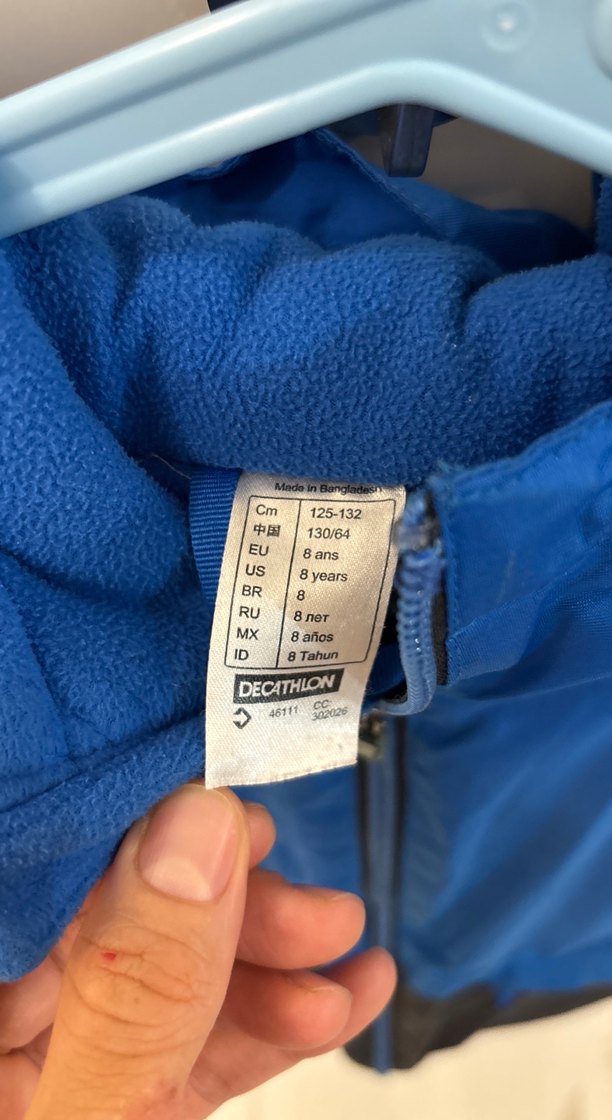 Made in Bangladesh
Cm 125-132
中国 130/64
EU 8 ans
US 8 years
BR 8
RU 8 лет
MX 8 años
ID 8 Tahun
DECATHLON
46111 CC:
302026